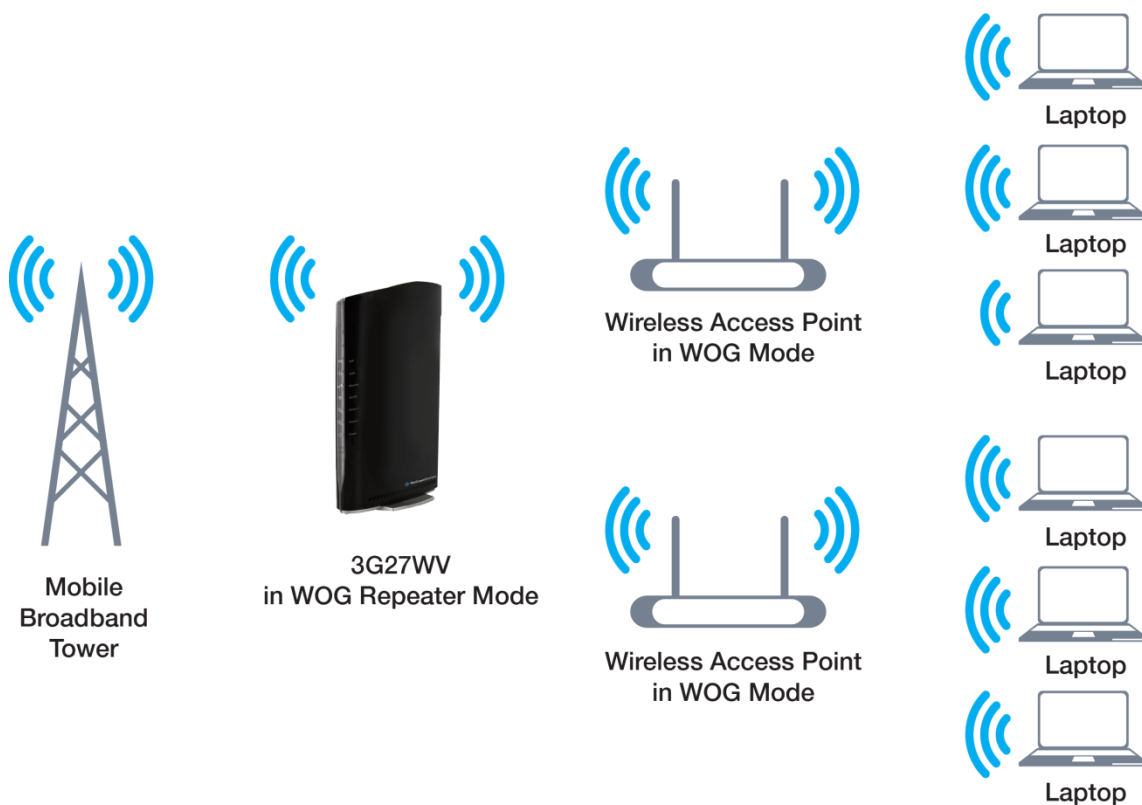 Mobile
Broadband
Tower
3G27WV
in WOG Repeater Mode
Wireless Access Point
in WOG Mode
Wireless Access Point
in WOG Mode
Laptop
Laptop
Laptop
Laptop
Laptop
Laptop